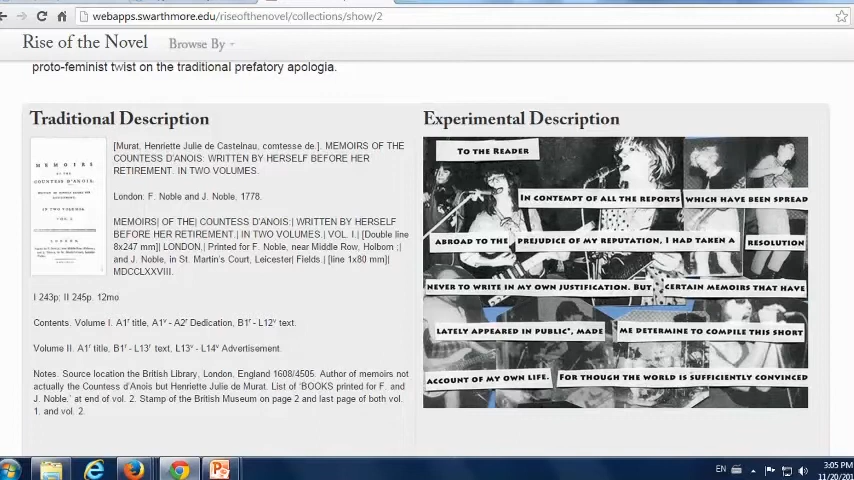 webapps.swarthmore.edu/riseofthenovel/collections/show/2
Rise of the Novel
Browse By
proto-feminist twist on the traditional prefatory apologia.
Traditional Description
MEMOIRS
OF THE
COUNTESS D'ANOIS:
LONDON:
[Murat, Henriette Julie de Castelnau, comtesse de ]. MEMOIRS OF THE
COUNTESS D'ANOIS: WRITTEN BY HERSELF BEFORE HER
RETIREMENT. IN TWO VOLUMES.
London: F. Noble and J. Noble, 1778.
MEMOIRS| OF THE| COUNTESS D'ANOIS:| WRITTEN BY HERSELF
BEFORE HER RETIREMENT.| IN TWO VOLUMES.| VOL. I.| [Double line
8x247 mm]| LONDON,| Printed for F. Noble, near Middle Row, Holborn ;|
and J. Noble, in St. Martin's Court, Leicester| Fields.| [line 1x80 mm]|
MDCCLXXVIII.
I 243p; II 245p. 12mo
Contents. Volume I. A1r title, A1v - A2r Dedication, B1r - L12v text.
Volume II. A1r title, B1r - L13r text, L13v - L14v Advertisement.
Notes. Source location the British Library, London, England 1608/4505. Author of memoirs not
actually the Countess d'Anois but Henriette Julie de Murat. List of 'BOOKS printed for F. and
J. Noble.' at end of vol. 2. Stamp of the British Museum on page 2 and last page of both vol.
1. and vol. 2.
Experimental Description
To the Reader
In contempt of all the reports which have been spread
abroad to the prejudice of my reputation, I had taken a resolution
never to write in my own justification. But, certain memoirs that have
lately appeared in public*, made me determine to compile this short
account of my own life. For though the world is sufficiently convinced
EN
3:05 PM
11/20/201